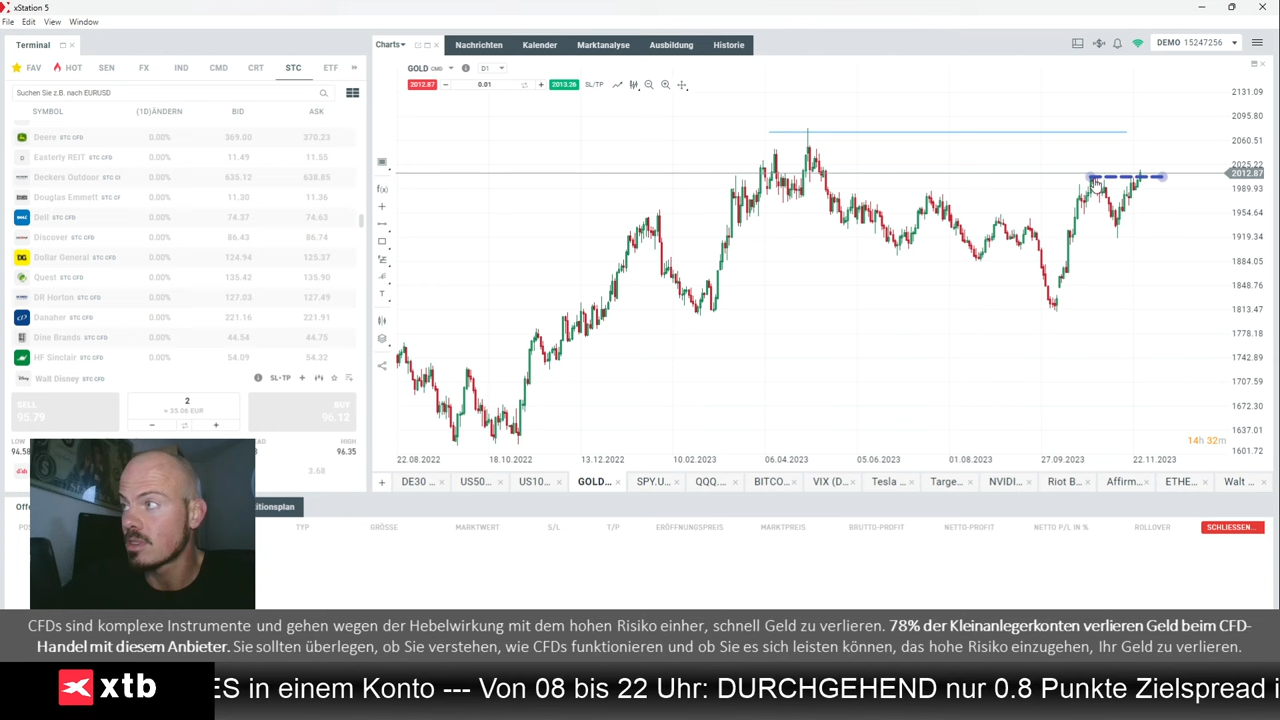 xStation 5
File Edit View Window
Terminal
Charts Nachrichten Kalender Marktanalyse Ausbildung Historie
DEMO 15247256
FAV HOT SEN FX IND CMD CRT STC ETF
GOLD CMD D1
2012.87 0.01 2013.26 SL/TP
Suchen Sie z.B. nach EURUSD
SYMBOL (1D)ÄNDERN BID ASK
Deere STC CFD 0.00% 369.00 370.23
Easterly REIT STC CFD 0.00% 11.49 11.55
Deckers Outdoor STC CF 0.00% 635.12 638.85
Douglas Emmett STC CF 0.00% 11.30 11.36
Dell STC CFD 0.00% 74.37 74.63
Discover STC CFD 0.00% 86.43 86.74
Dollar General STC CFD 0.00% 124.94 125.37
Quest STC CFD 0.00% 135.42 135.90
DR Horton STC CFD 0.00% 127.03 127.49
Danaher STC CFD 0.00% 221.16 291.83
Dine Brands STC CFD 0.00% 44.54 44.75
HF Sinclair STC CFD 0.00% 54.09 54.32
Walt Disney STC CFD SL•TP
SELL 95.79
2
≈ 35.06 EUR
BUY 96.12
LOW HIGH
94.58 96.35
3.68
2131.09
2095.80
2060.51
2025.22
2012.87
1989.93
1954.64
1919.34
1884.05
1848.76
1813.47
1778.18
1742.89
1707.59
1672.30
1637.01
1601.72
14h 32m
22.08.2022 18.10.2022 13.12.2022 10.02.2023 06.04.2023 05.06.2023 01.08.2023 27.09.2023 22.11.2023
DE30 ... US50... US10... GOLD... SPY.U... QQQ.... BITCO... VIX (D... Tesla ... Targe... NVIDI... Riot B... Affirm... ETHE... Walt ...
TYP GRÖSSE MARKTWERT S/L T/P ERÖFFNUNGSPREIS MARKTPREIS BRUTTO-PROFIT NETTO-PROFIT NETTO P/L IN % ROLLOVER SCHLIESSEN...
CFDs sind komplexe Instrumente und gehen wegen der Hebelwirkung mit dem hohen Risiko einher, schnell Geld zu verlieren. 78% der Kleinanlegerkonten verlieren Geld beim CFD-
Handel mit diesem Anbieter. Sie sollten überlegen, ob Sie verstehen, wie CFDs funktionieren und ob Sie es sich leisten können, das hohe Risiko einzugehen, Ihr Geld zu verlieren.
xtb
ES in einem Konto --- Von 08 bis 22 Uhr: DURCHGEHEND nur 0.8 Punkte Zielspread i